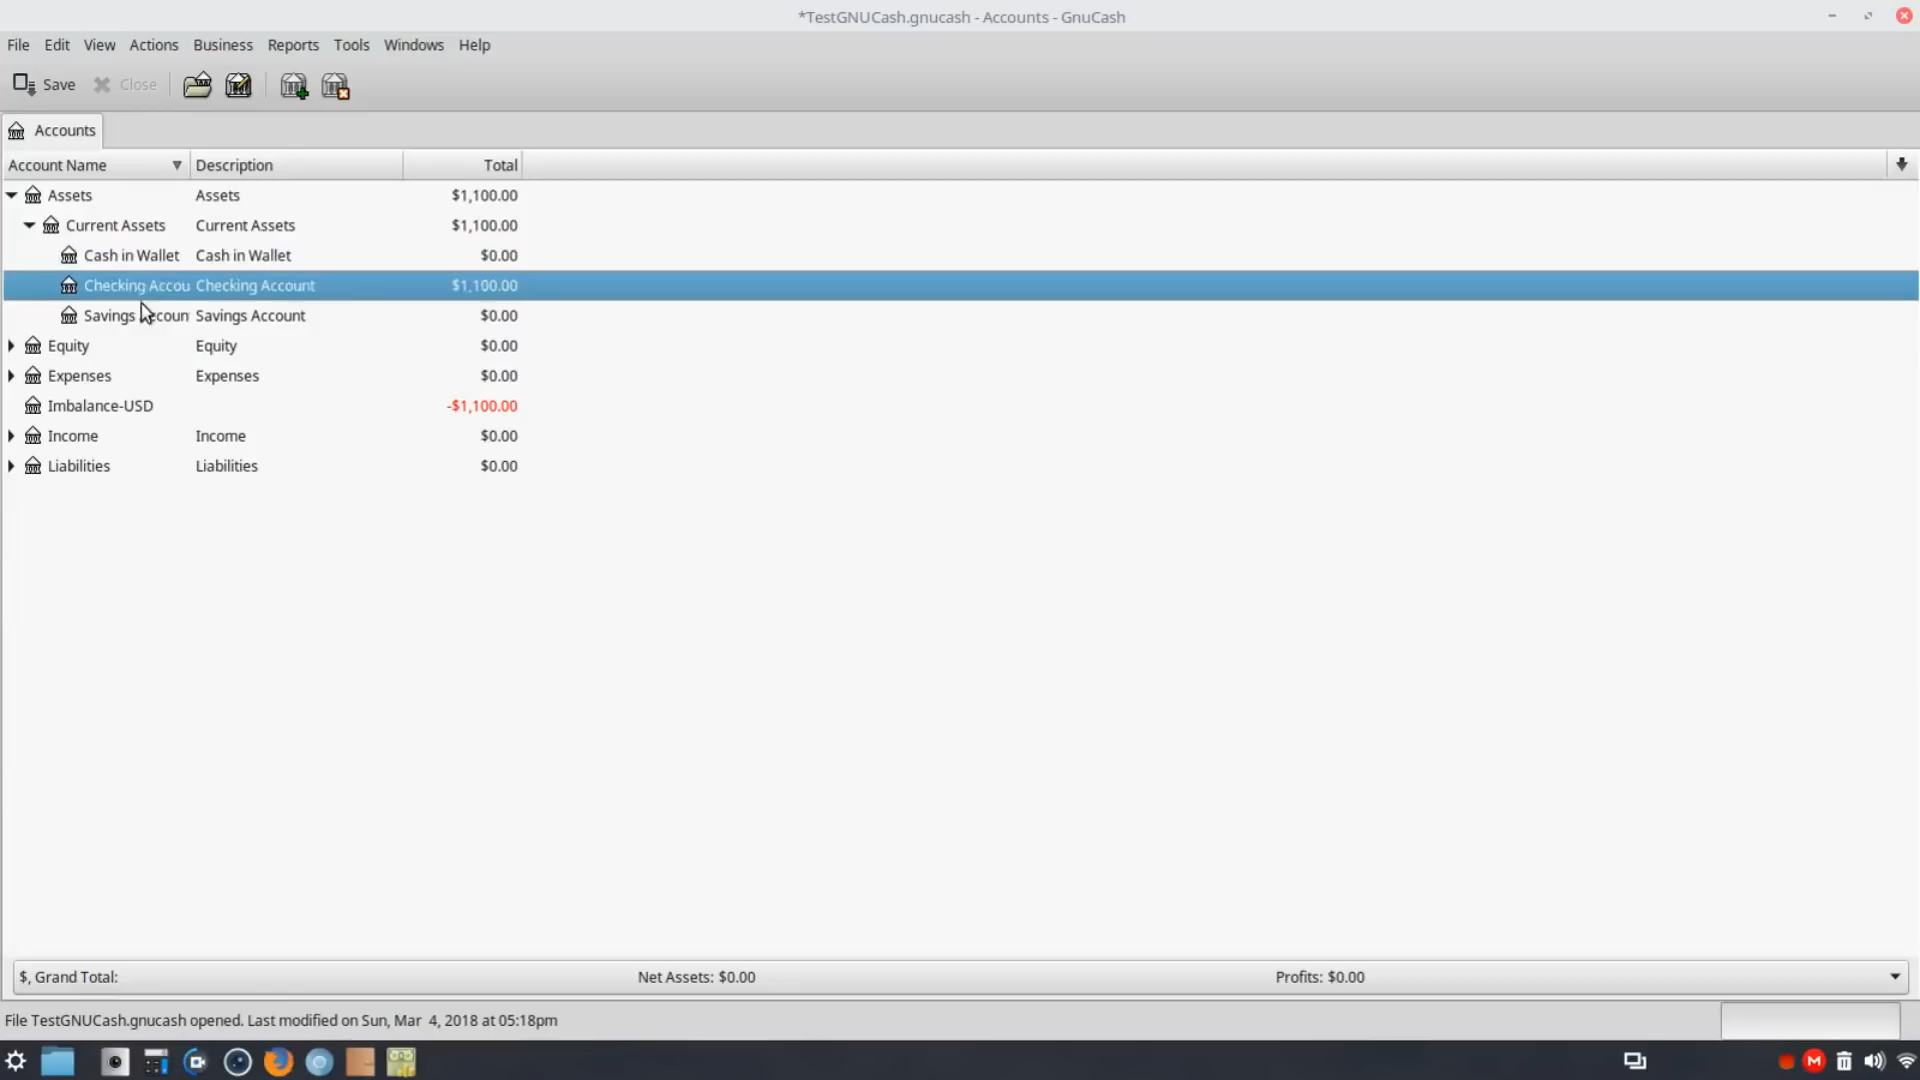 *TestGNUCash.gnucash - Accounts - GnuCash
File Edit View Actions Business Reports Tools Windows Help
Save Close
Accounts
Account Name Description Total
Assets Assets $1,100.00
Current Assets Current Assets $1,100.00
Cash in Wallet Cash in Wallet $0.00
Checking Accou Checking Account $1,100.00
Savings Accoun Savings Account $0.00
Equity Equity $0.00
Expenses Expenses $0.00
Imbalance-USD -$1,100.00
Income Income $0.00
Liabilities Liabilities $0.00
$, Grand Total: Net Assets: $0.00 Profits: $0.00
File TestGNUCash.gnucash opened. Last modified on Sun, Mar 4, 2018 at 05:18pm
M